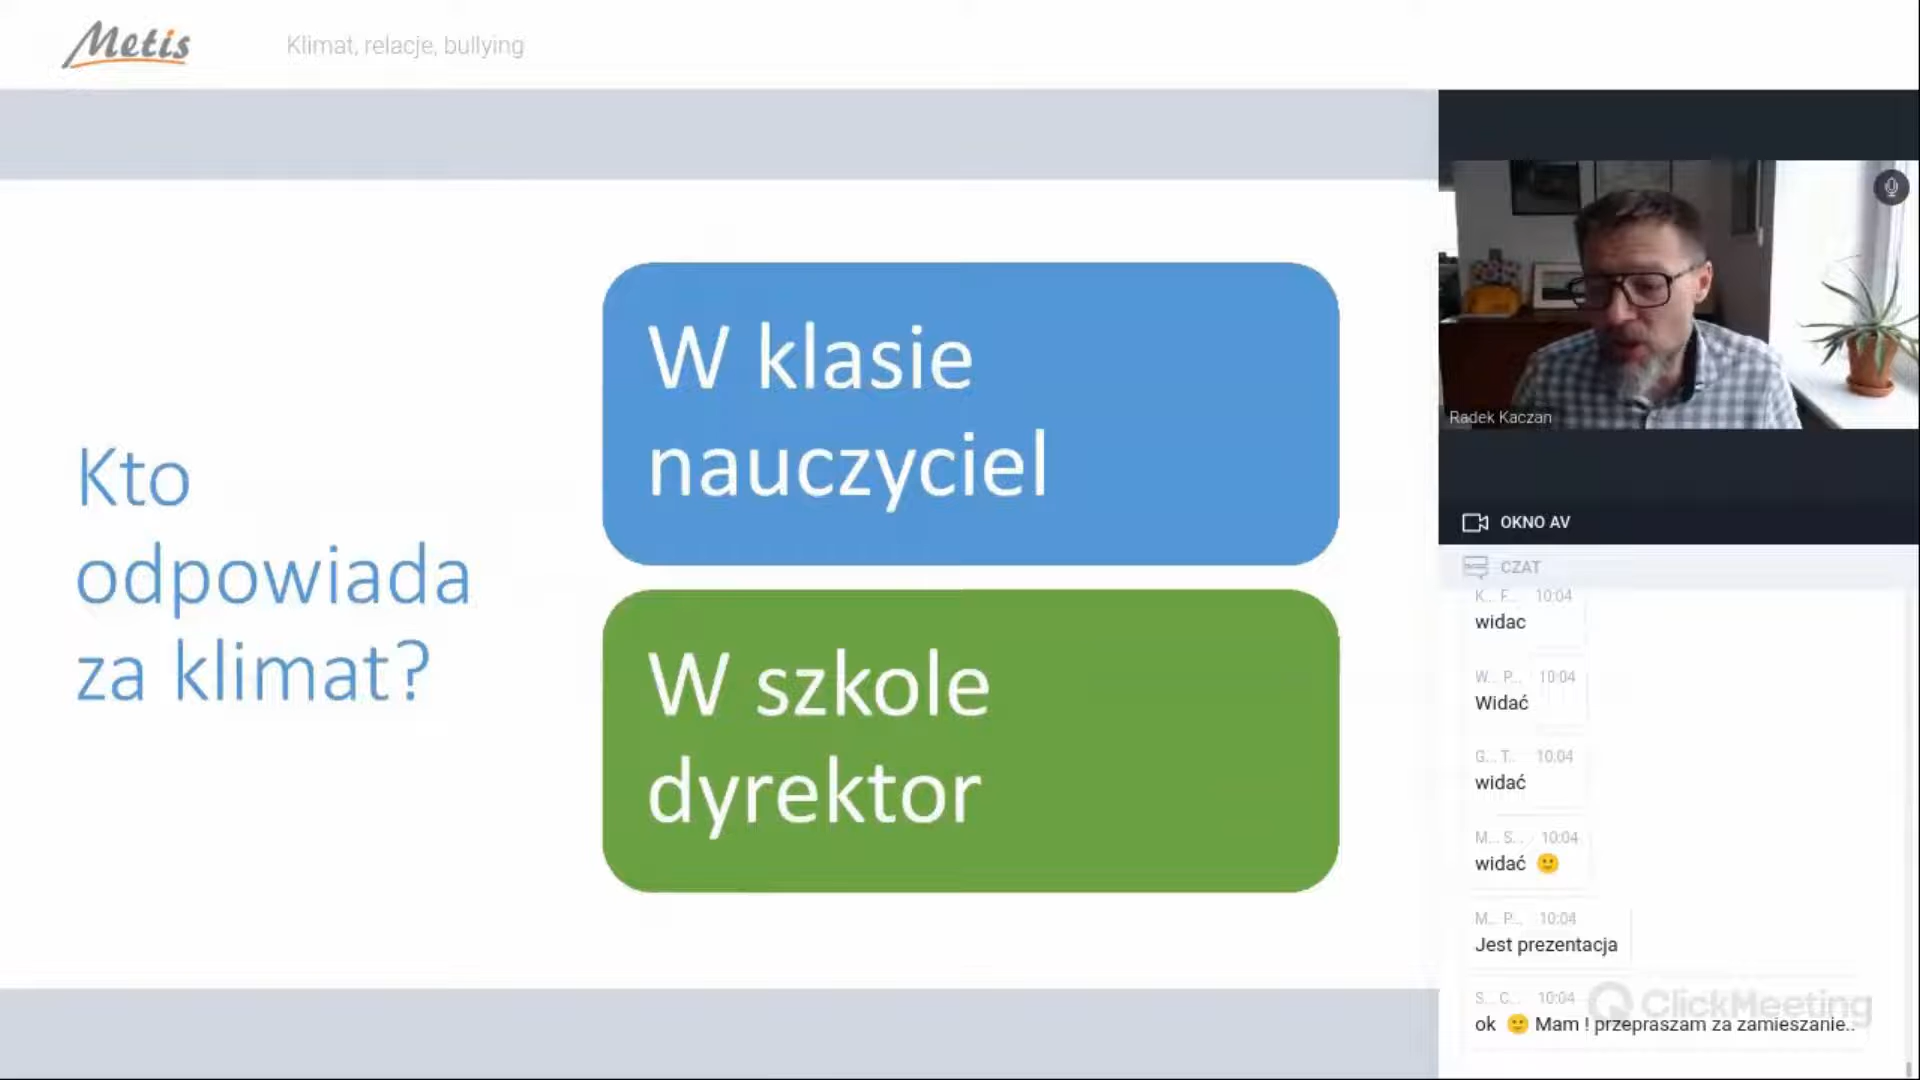 Metis
Klimat, relacje, bullying
Kto
odpowiada
za klimat?
W klasie
nauczyciel
W szkole
dyrektor
Radek Kaczan
OKNO AV
CZAT
K... F... 10:04
widac
W... P... 10:04
Widać
G... T... 10:04
widać
M... S... 10:04
widać 🙂
M... P... 10:04
Jest prezentacja
S... C... 10:04
ok 🙂 Mam ! przepraszam za zamieszanie..
ClickMeeting